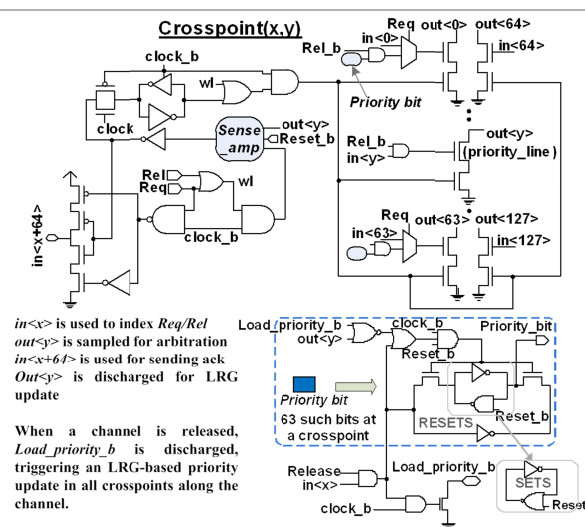 Crosspoint(x,y)
Req out<0> out<64>
in<0>
Rel_b
in<64>
Priority bit
clock_b
wl
clock
Sense
_amp
out<y>
Reset_b
out<y>
Rel_b
in<y>
(priority_line)
Rel
Req
wl
clock_b
Req out<63> out<127>
in<63>
in<127>
in<x+64>
in<x> is used to index Req/Rel
out<y> is sampled for arbitration
in<x+64> is used for sending ack
Out<y> is discharged for LRG
update
When a channel is released,
Load_priority_b is discharged,
triggering an LRG-based priority
update in all crosspoints along the
channel.
Load_priority_b
out<y>
clock_b
Priority_bit
Reset_b
Priority bit
63 such bits at
a crosspoint
RESETS
Reset_b
Release
in<x>
Load_priority_b
clock_b
SETS
Reset